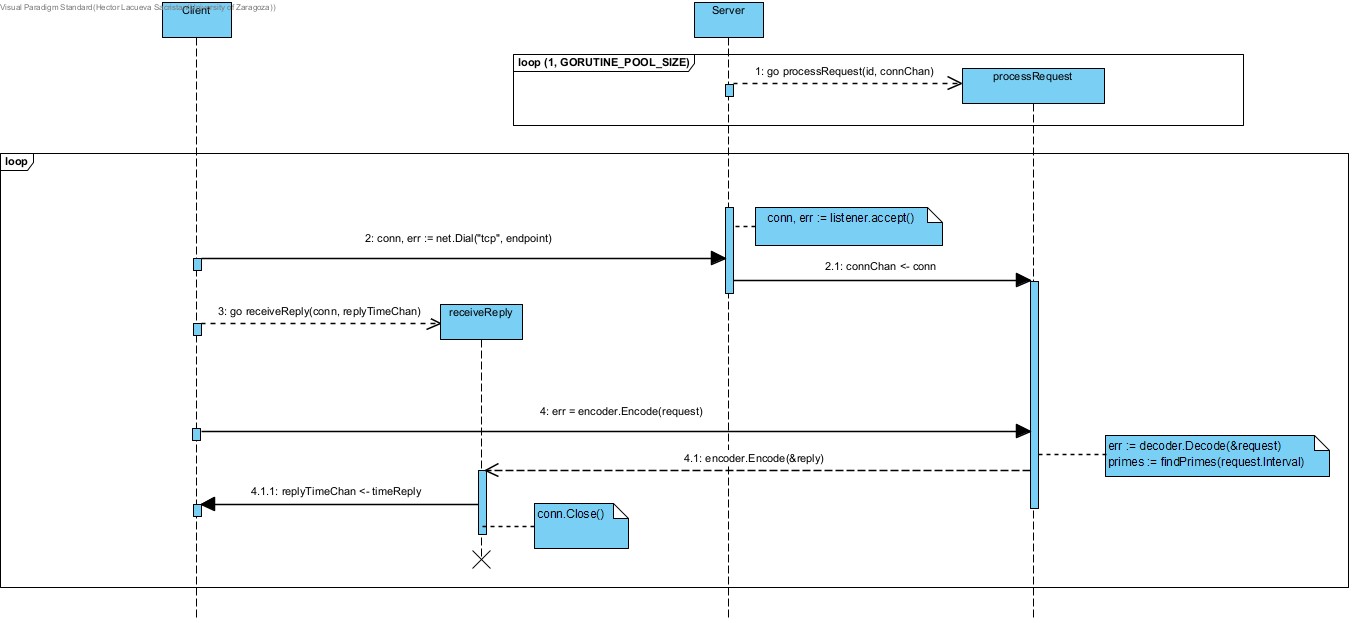 Visual Paradigm Standard(Hector Lacueva Sacristan(University of Zaragoza))
Client
Server
loop (1, GORUTINE_POOL_SIZE)
1: go processRequest(id, connChan)
processRequest
loop
conn, err := listener.accept()
2: conn, err := net.Dial("tcp", endpoint)
2.1: connChan <- conn
3: go receiveReply(conn, replyTimeChan)
receiveReply
4: err = encoder.Encode(request)
err := decoder.Decode(&request)
primes := findPrimes(request.Interval)
4.1: encoder.Encode(&reply)
4.1.1: replyTimeChan <- timeReply
conn.Close()